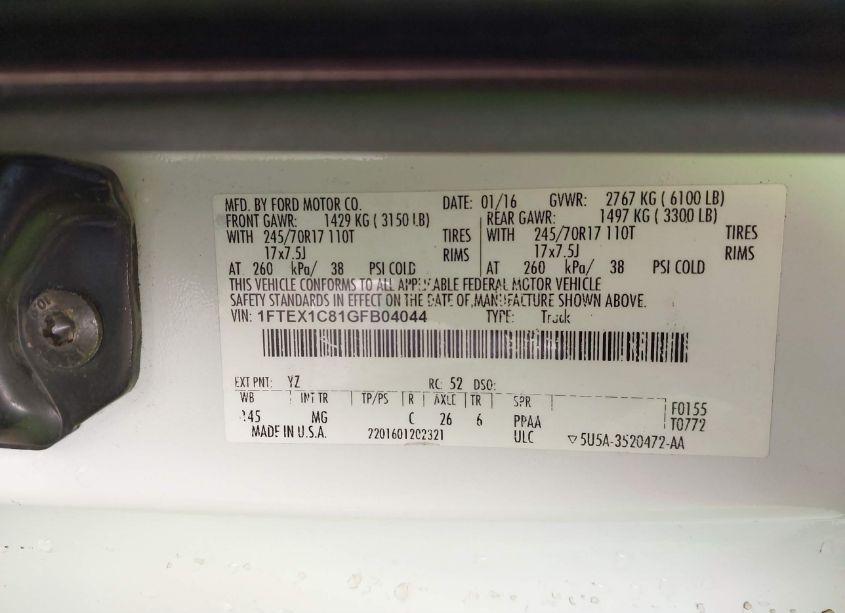 MFD. BY FORD MOTOR CO. DATE: 01/16 GVWR: 2767 KG ( 6100 LB)
FRONT GAWR: 1429 KG ( 3150 LB) REAR GAWR: 1497 KG ( 3300 LB)
WITH 245/70R17 110T TIRES WITH 245/70R17 110T TIRES
17x7.5J RIMS 17x7.5J RIMS
AT 260 kPa/ 38 PSI COLD AT 260 kPa/ 38 PSI COLD
THIS VEHICLE CONFORMS TO ALL APPLICABLE FEDERAL MOTOR VEHICLE
SAFETY STANDARDS IN EFFECT ON THE DATE OF MANUFACTURE SHOWN ABOVE.
VIN: 1FTEX1C81GFB04044 TYPE: Truck
EXT PNT: YZ RC: 52 DSO:
WB INT TR TP/PS R AXLE TR SPR F0155
145 MG C 26 6 PPAA T0772
MADE IN U.S.A. 2201601202321 ULC ▽5U5A-3520472-AA